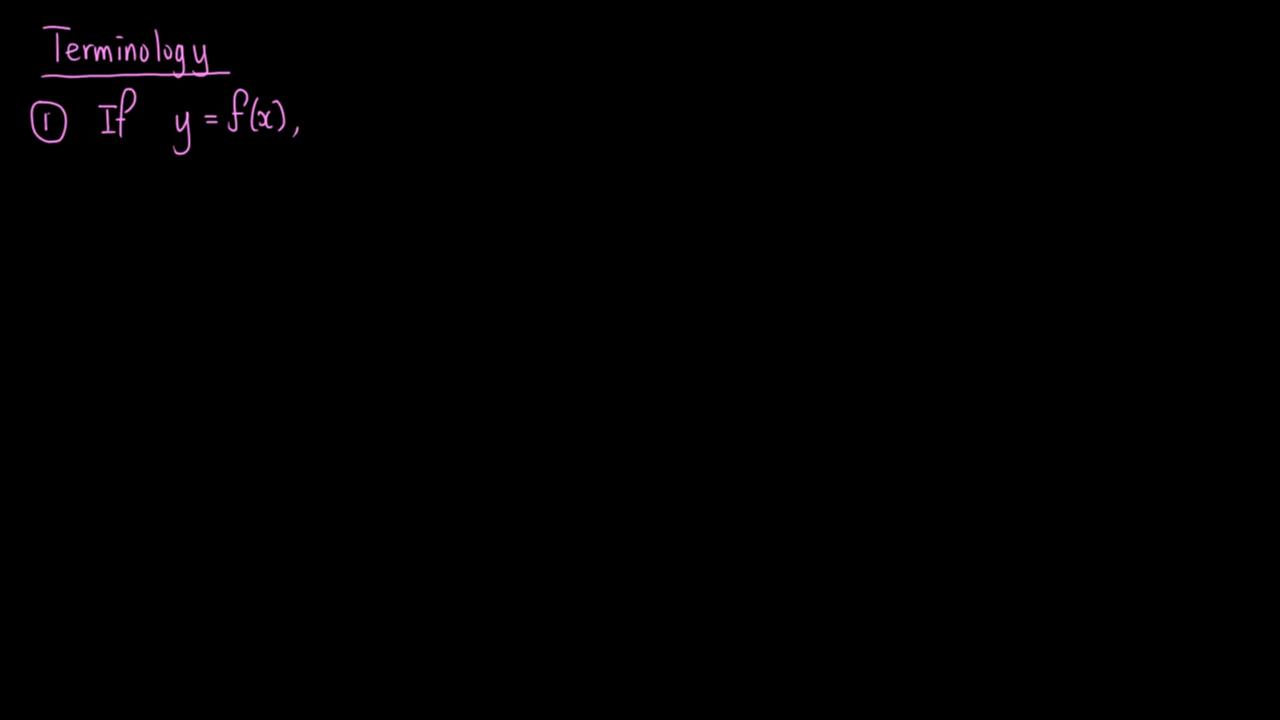 Terminology
① If y = f(x),